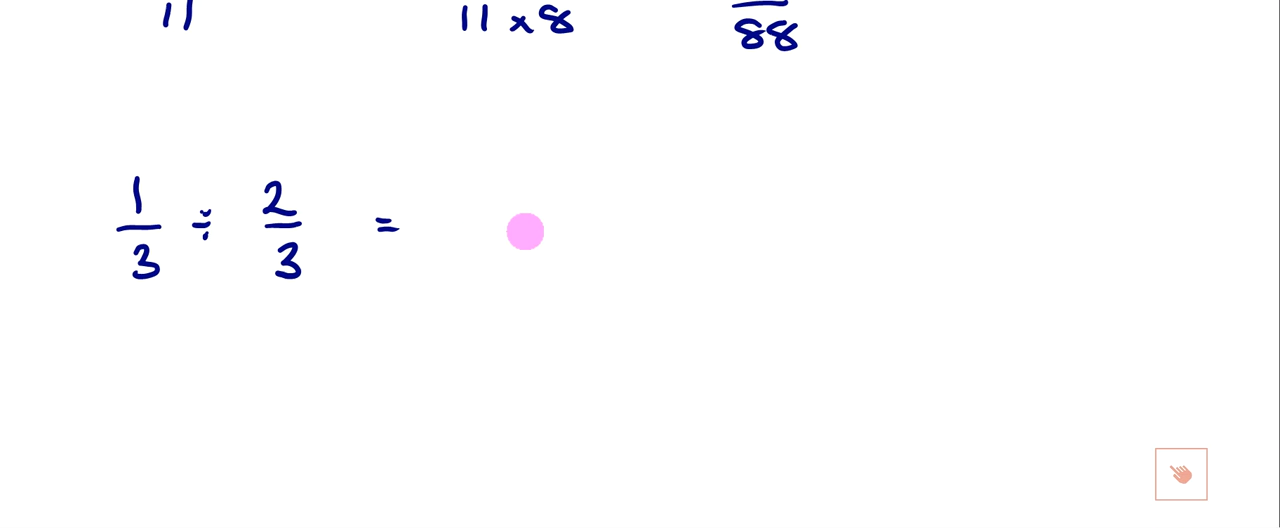 11 11 × 8 88
1/3 ÷ 2/3 =